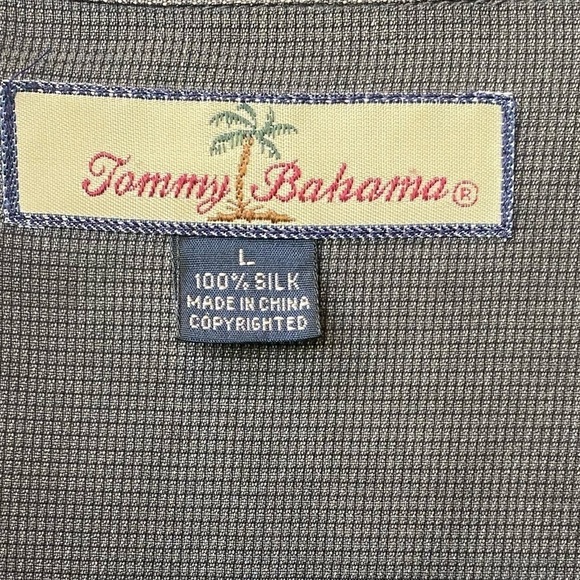 Tommy Bahama®
L
100% SILK
MADE IN CHINA
COPYRIGHTED